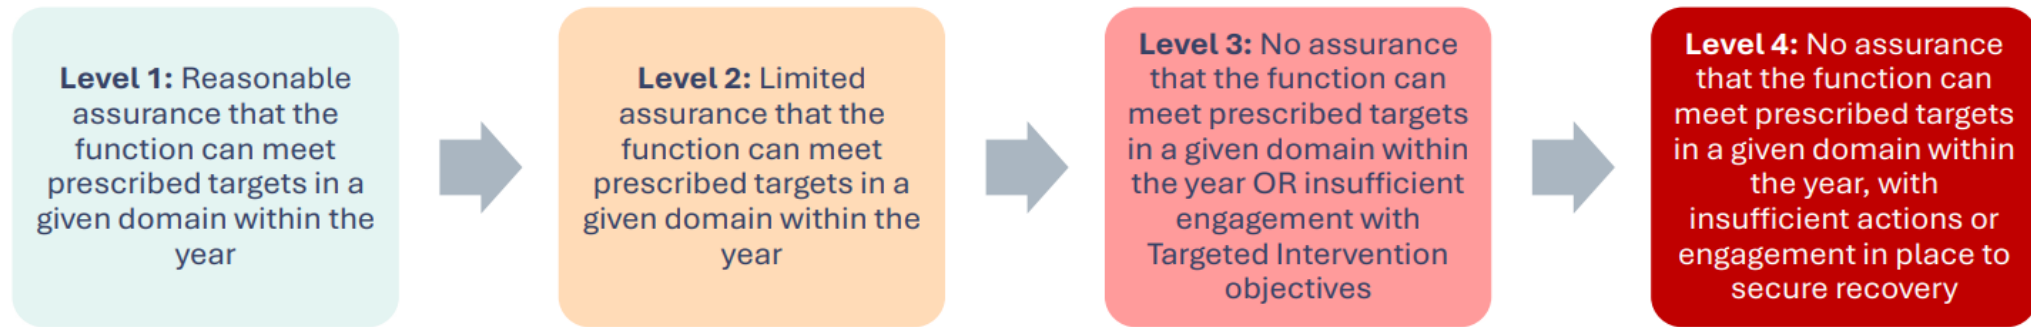 Level 1: Reasonable
assurance that the
function can meet
prescribed targets in a
given domain within the
year
Level 2: Limited
assurance that the
function can meet
prescribed targets in a
given domain within the
year
Level 3: No assurance
that the function can
meet prescribed targets
in a given domain within
the year OR insufficient
engagement with
Targeted Intervention
objectives
Level 4: No assurance
that the function can
meet prescribed targets
in a given domain within
the year, with
insufficient actions or
engagement in place to
secure recovery